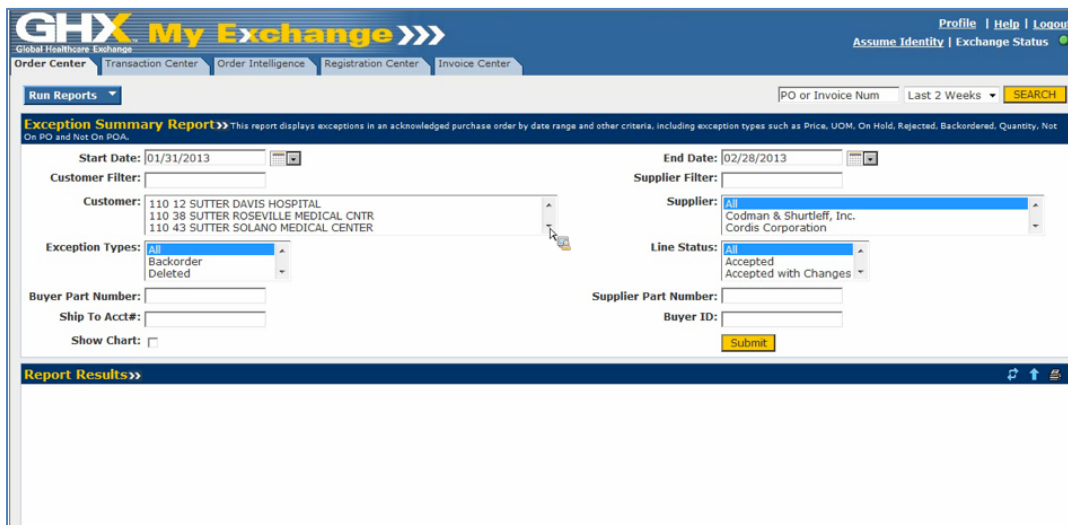 GHX My Exchange
Global Healthcare Exchange
Profile | Help | Logout
Assume Identity | Exchange Status
Order Center Transaction Center Order Intelligence Registration Center Invoice Center
Run Reports PO or Invoice Num Last 2 Weeks SEARCH
Exception Summary Report>> This report displays exceptions in an acknowledged purchase order by date range and other criteria, including exception types such as Price, UOM, On Hold, Rejected, Backordered, Quantity, Not
On PO and Not On POA.
Start Date: 01/31/2013 End Date: 02/28/2013
Customer Filter: Supplier Filter:
Customer: 110 12 SUTTER DAVIS HOSPITAL Supplier: All
110 38 SUTTER ROSEVILLE MEDICAL CNTR Codman & Shurtleff, Inc.
110 43 SUTTER SOLANO MEDICAL CENTER Cordis Corporation
Exception Types: All Line Status: All
Backorder Accepted
Deleted Accepted with Changes
Buyer Part Number: Supplier Part Number:
Ship To Acct#: Buyer ID:
Show Chart: Submit
Report Results>>